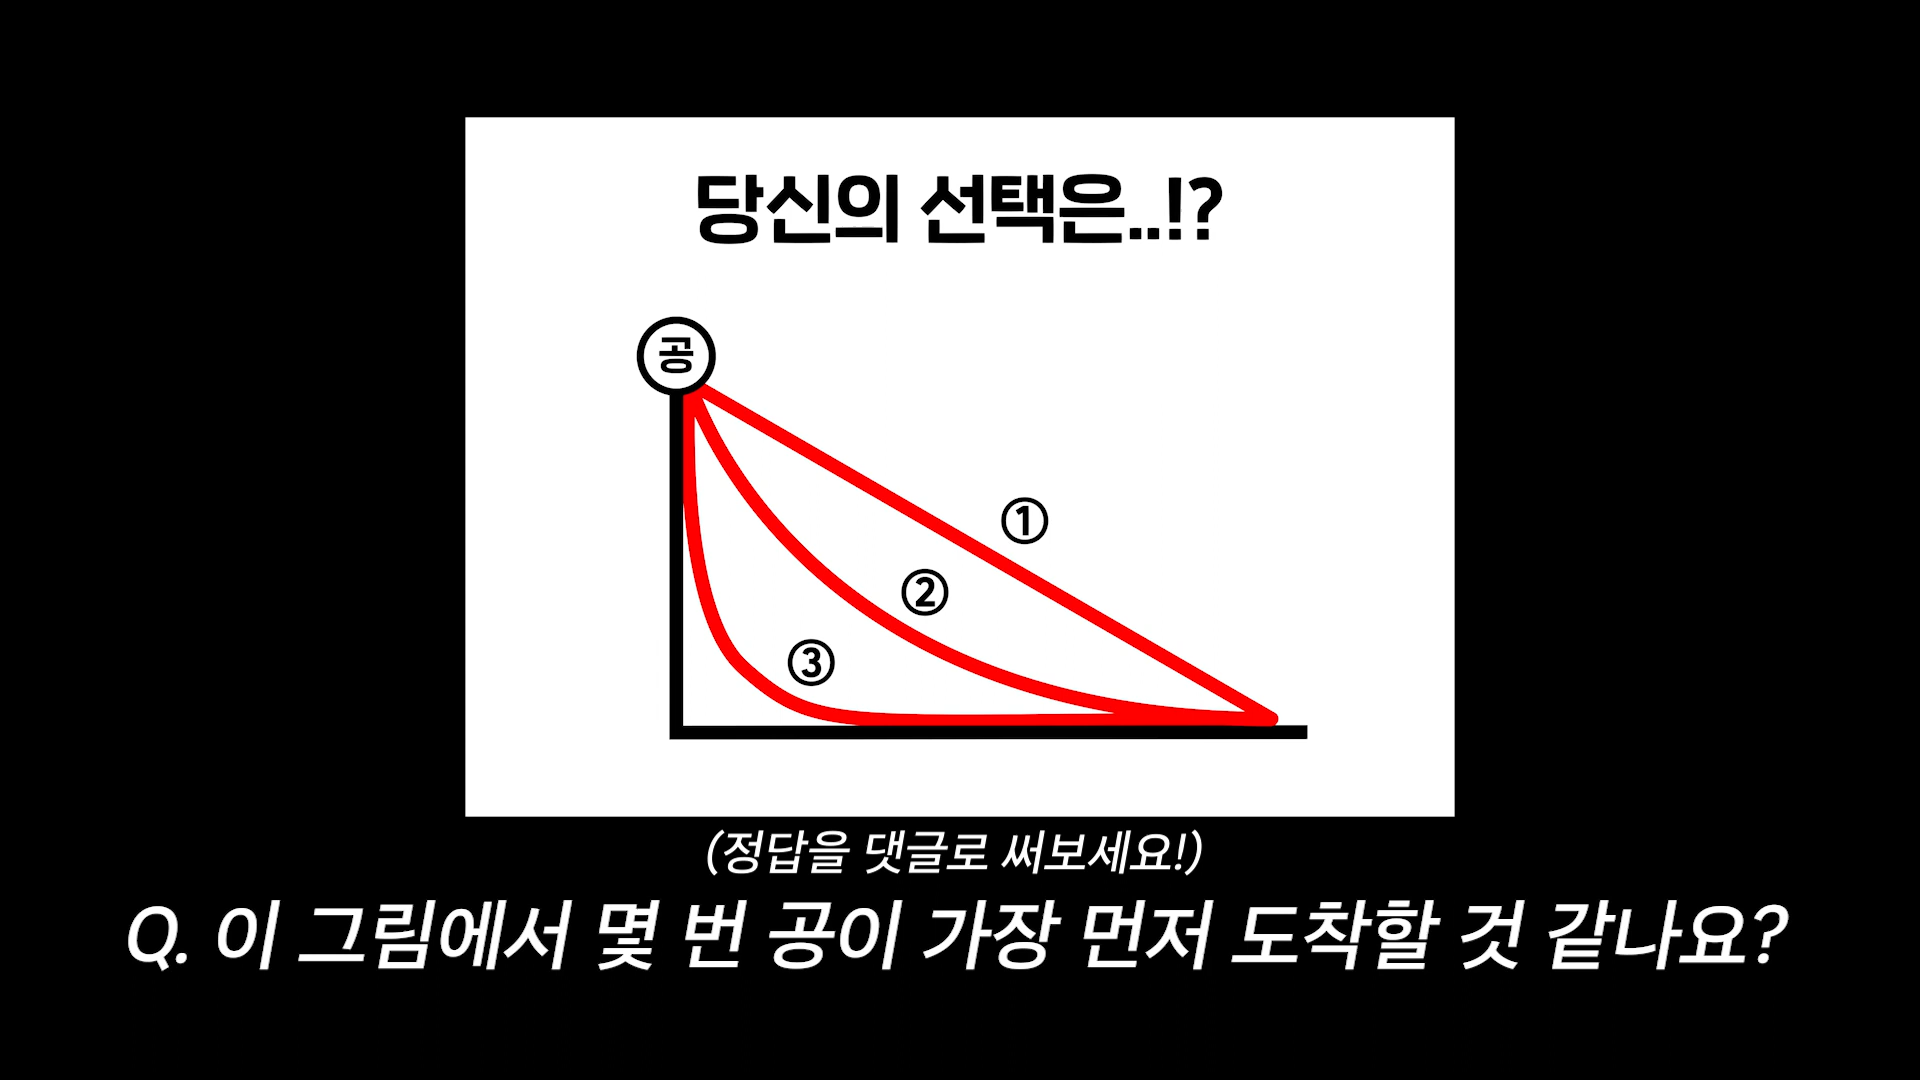 당신의 선택은..!?
공
①
②
③
(정답을 댓글로 써보세요!)
Q. 이 그림에서 몇 번 공이 가장 먼저 도착할 것 같나요?